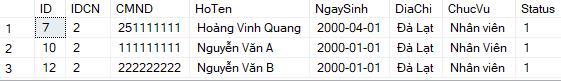 ID IDCN CMND HoTen NgaySinh DiaChi ChucVu Status
1 7 2 251111111 Hoàng Vinh Quang 2000-04-01 Đà Lạt Nhân viên 1
2 10 2 111111111 Nguyễn Văn A 2000-01-01 Đà Lạt Nhân Viên 1
3 12 2 222222222 Nguyễn Văn B 2000-01-01 Đà Lạt Nhân viên 1